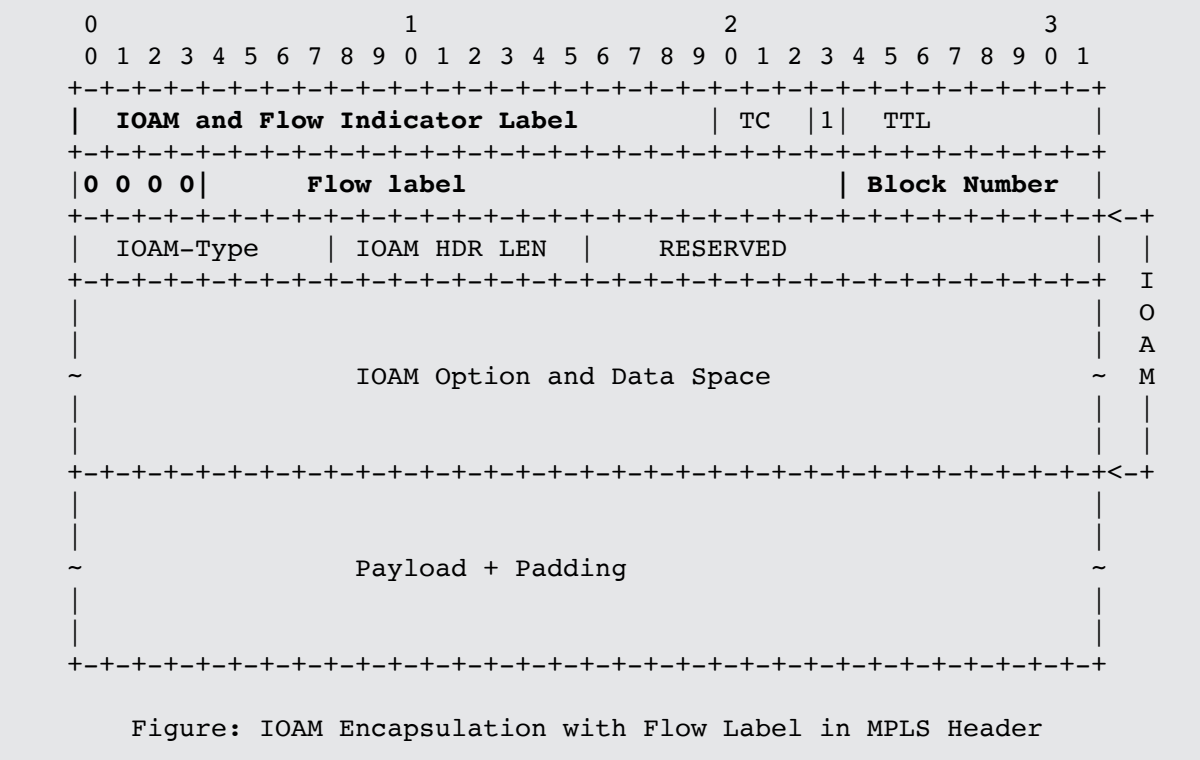 0                   1                   2                   3
 0 1 2 3 4 5 6 7 8 9 0 1 2 3 4 5 6 7 8 9 0 1 2 3 4 5 6 7 8 9 0 1
+-+-+-+-+-+-+-+-+-+-+-+-+-+-+-+-+-+-+-+-+-+-+-+-+-+-+-+-+-+-+-+-+
|  IOAM and Flow Indicator Label        | TC  |1|  TTL          |
+-+-+-+-+-+-+-+-+-+-+-+-+-+-+-+-+-+-+-+-+-+-+-+-+-+-+-+-+-+-+-+-+
|0 0 0 0|      Flow label                       | Block Number  |
+-+-+-+-+-+-+-+-+-+-+-+-+-+-+-+-+-+-+-+-+-+-+-+-+-+-+-+-+-+-+-+-+<-+
|  IOAM-Type    | IOAM HDR LEN  |    RESERVED                   |  |
+-+-+-+-+-+-+-+-+-+-+-+-+-+-+-+-+-+-+-+-+-+-+-+-+-+-+-+-+-+-+-+-+  I
|                                                               |  O
|                                                               |  A
~                 IOAM Option and Data Space                    ~  M
|                                                               |  |
|                                                               |  |
+-+-+-+-+-+-+-+-+-+-+-+-+-+-+-+-+-+-+-+-+-+-+-+-+-+-+-+-+-+-+-+-+<-+
|                                                               |
|                                                               |
~                 Payload + Padding                             ~
|                                                               |
|                                                               |
+-+-+-+-+-+-+-+-+-+-+-+-+-+-+-+-+-+-+-+-+-+-+-+-+-+-+-+-+-+-+-+-+
Figure: IOAM Encapsulation with Flow Label in MPLS Header